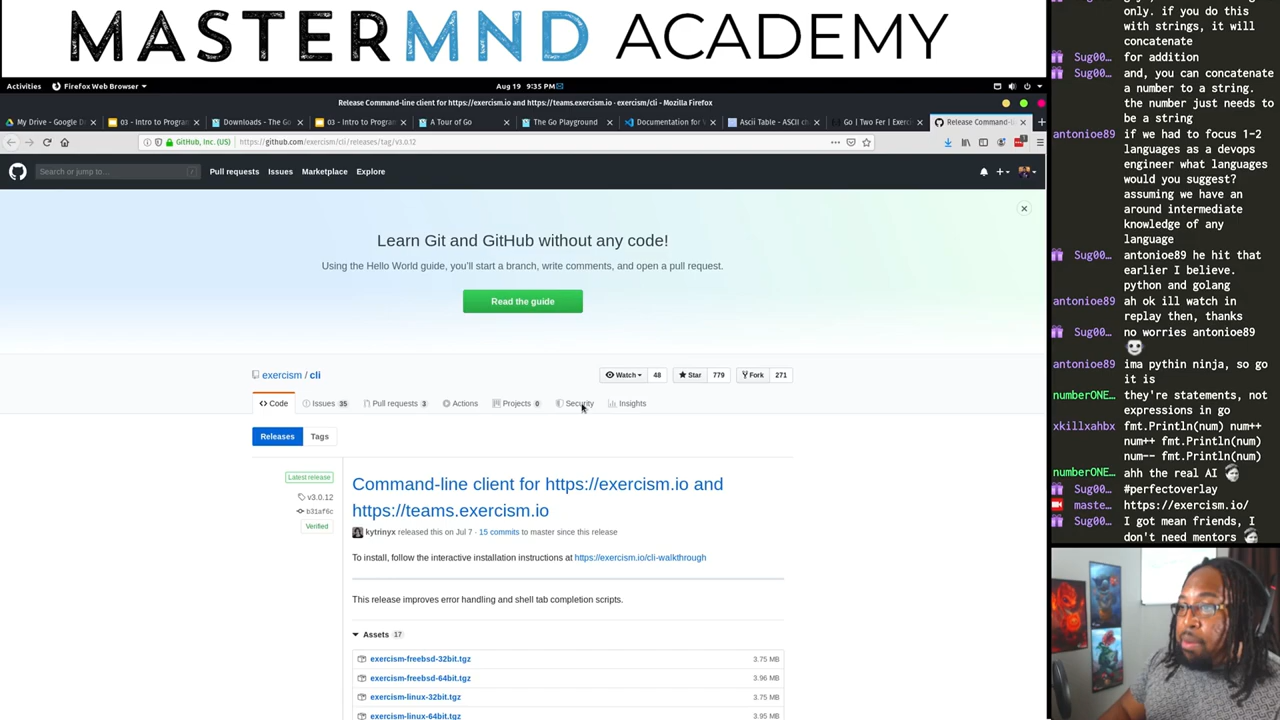 MASTERMND ACADEMY
Activities Firefox Web Browser Aug 19 9:35 PM
Release Command-line client for https://exercism.io and https://teams.exercism.io · exercism/cli - Mozilla Firefox
My Drive - Google D × 03 - Intro to Program × Downloads - The Go × 03 - Intro to Program × A Tour of Go × The Go Playground × Documentation for V × Ascii Table - ASCII ch × Go | Two Fer | Exerc × Release Command-l × +
GitHub, Inc. (US) https://github.com/exercism/cli/releases/tag/v3.0.12
Search or jump to... / Pull requests Issues Marketplace Explore
Learn Git and GitHub without any code!
Using the Hello World guide, you'll start a branch, write comments, and open a pull request.
Read the guide
exercism / cli
Watch 48 Star 779 Fork 271
Code Issues 35 Pull requests 3 Actions Projects 0 Security Insights
Releases Tags
Latest release
v3.0.12
b31af6c
Verified
Command-line client for https://exercism.io and
https://teams.exercism.io
kytrinyx released this on Jul 7 · 15 commits to master since this release
To install, follow the interactive installation instructions at https://exercism.io/cli-walkthrough
This release improves error handling and shell tab completion scripts.
Assets 17
exercism-freebsd-32bit.tgz 3.75 MB
exercism-freebsd-64bit.tgz 3.96 MB
exercism-linux-32bit.tgz 3.75 MB
exercism-linux-64bit.tgz 3.95 MB
only. if you do this
with strings, it will
concatenate
Sug00... for addition
Sug00... and, you can concatenate
a number to a string.
the number just needs to
be a string
antonioe89 if we had to focus 1-2
languages as a devops
engineer what languages
would you suggest?
assuming we have an
around intermediate
knowledge of any
language
Sug00... antonioe89 he hit that
earlier I believe.
python and golang
antonioe89 ah ok ill watch in
replay then, thanks
Sug00... no worries antonioe89
antonioe89 ima pythin ninja, so go
it is
numberONE... they're statements, not
expressions in go
xkillxahbx fmt.Println(num) num++
num++ fmt.Println(num)
num-- fmt.Println(num)
numberONE... ahh the real AI
Sug00... #perfectoverlay
maste... https://exercism.io/
Sug00... I got mean friends, I
don't need mentors